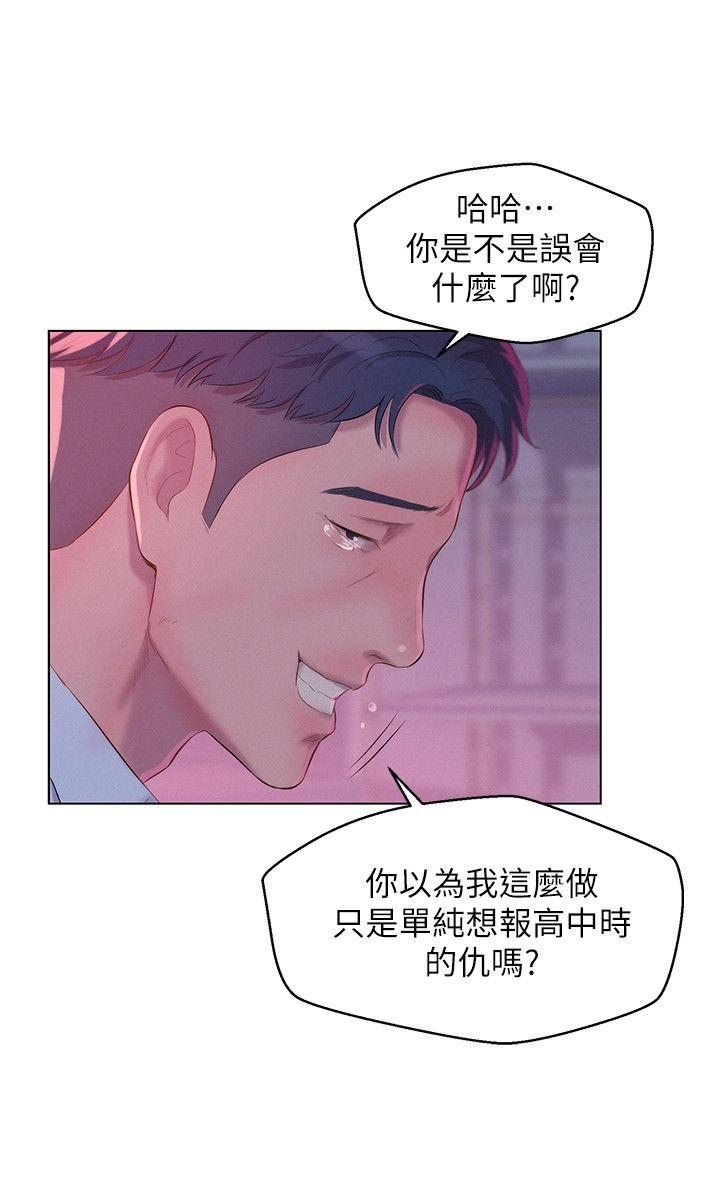 哈哈…
你是不是誤會
什麼了啊?
你以為我這麼做
只是單純想報高中時
的仇嗎?